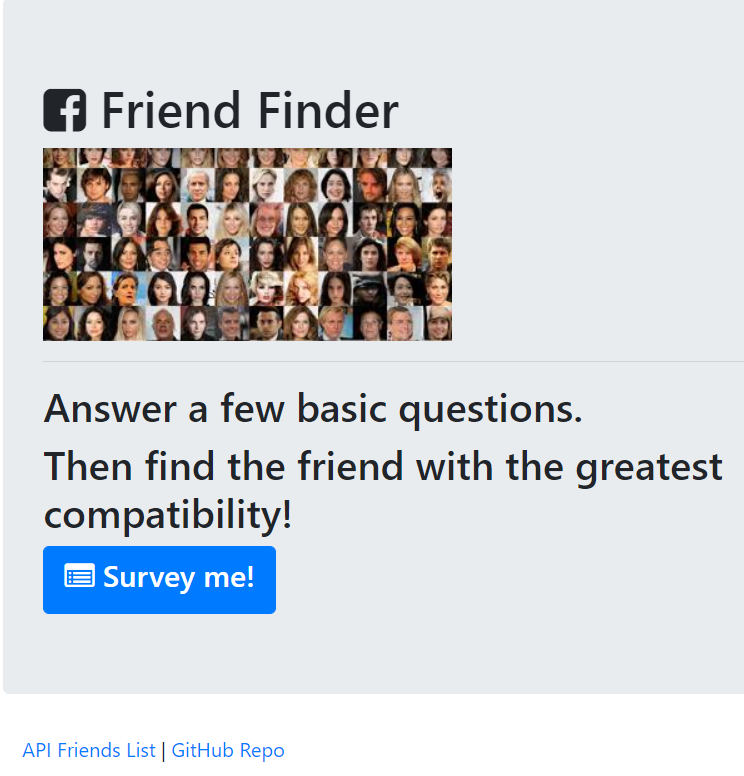 Friend Finder
Answer a few basic questions.
Then find the friend with the greatest
compatibility!
Survey me!
API Friends List | GitHub Repo